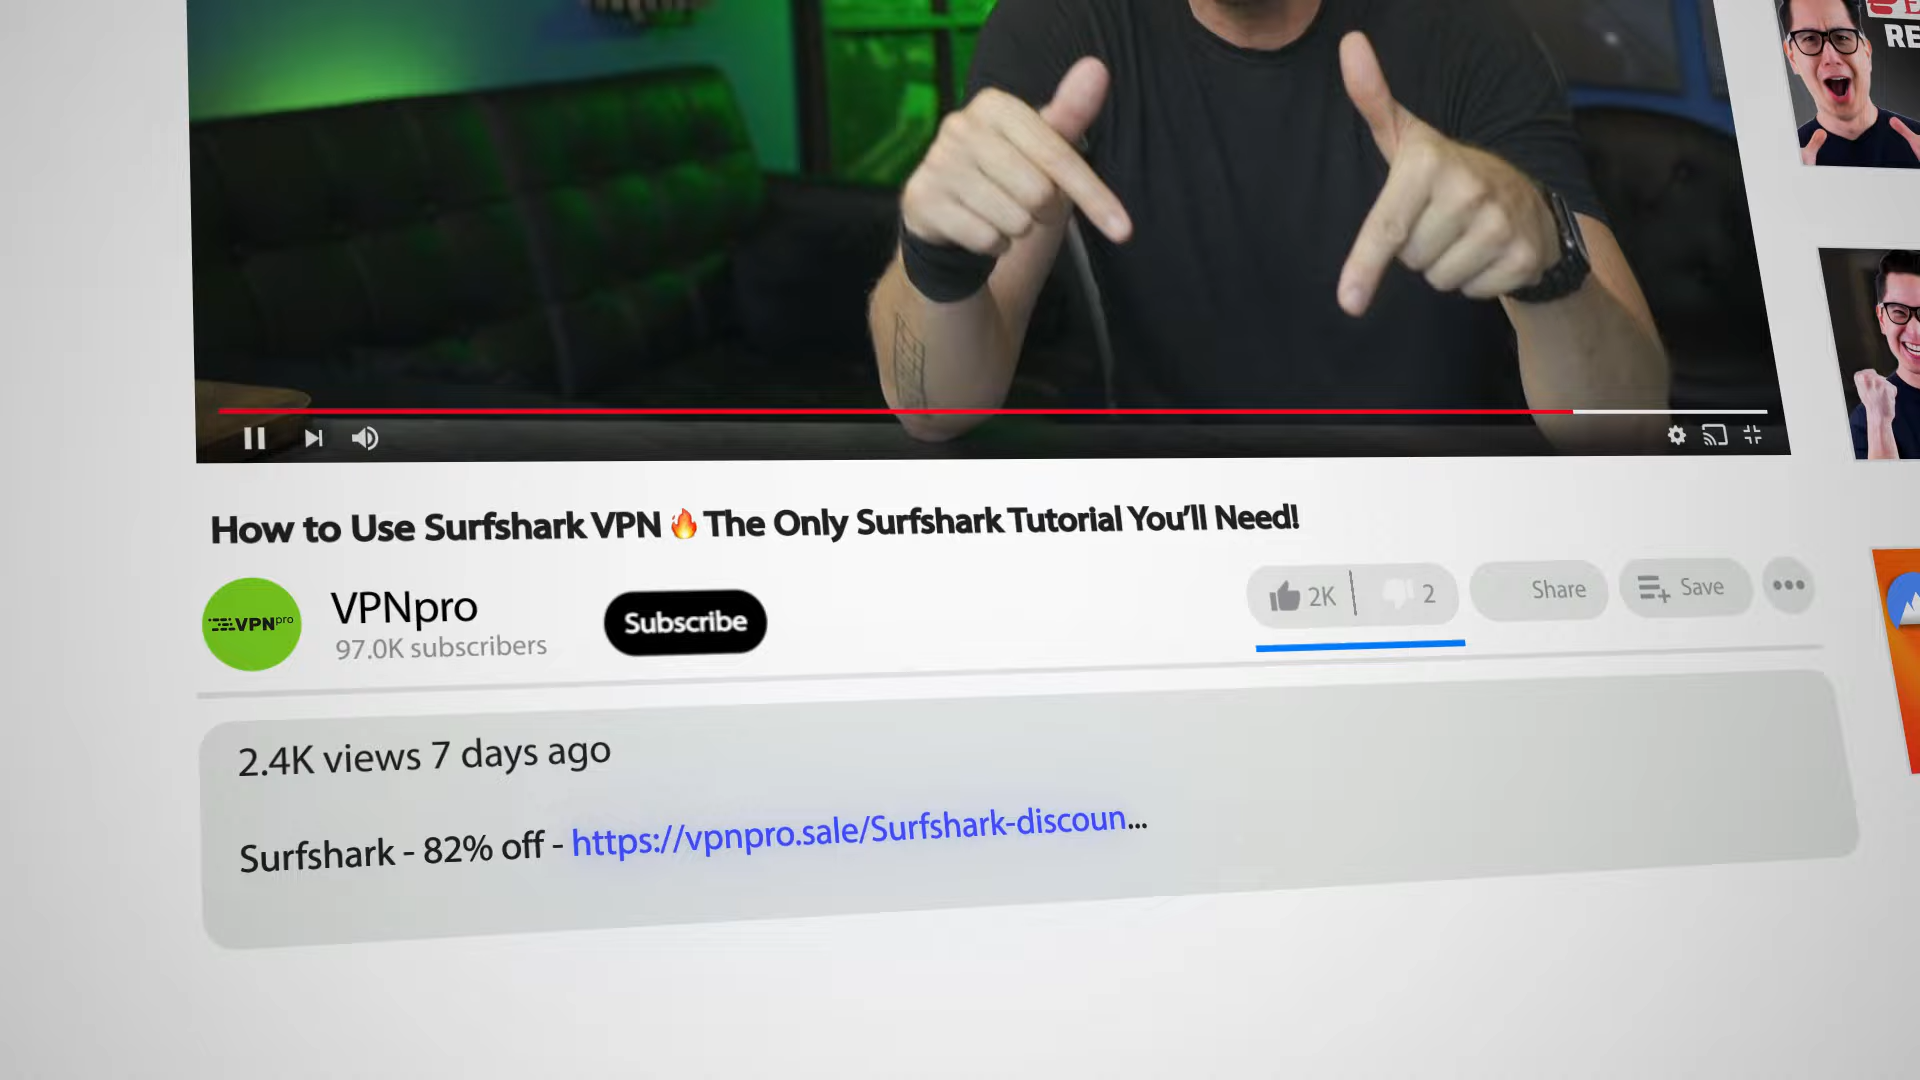 RE
How to Use Surfshark VPN 🔥 The Only Surfshark Tutorial You'll Need!
VPNpro
VPNpro
97.0K subscribers
Subscribe
2K
2
Share
Save
2.4K views 7 days ago
Surfshark - 82% off - https://vpnpro.sale/Surfshark-discoun...